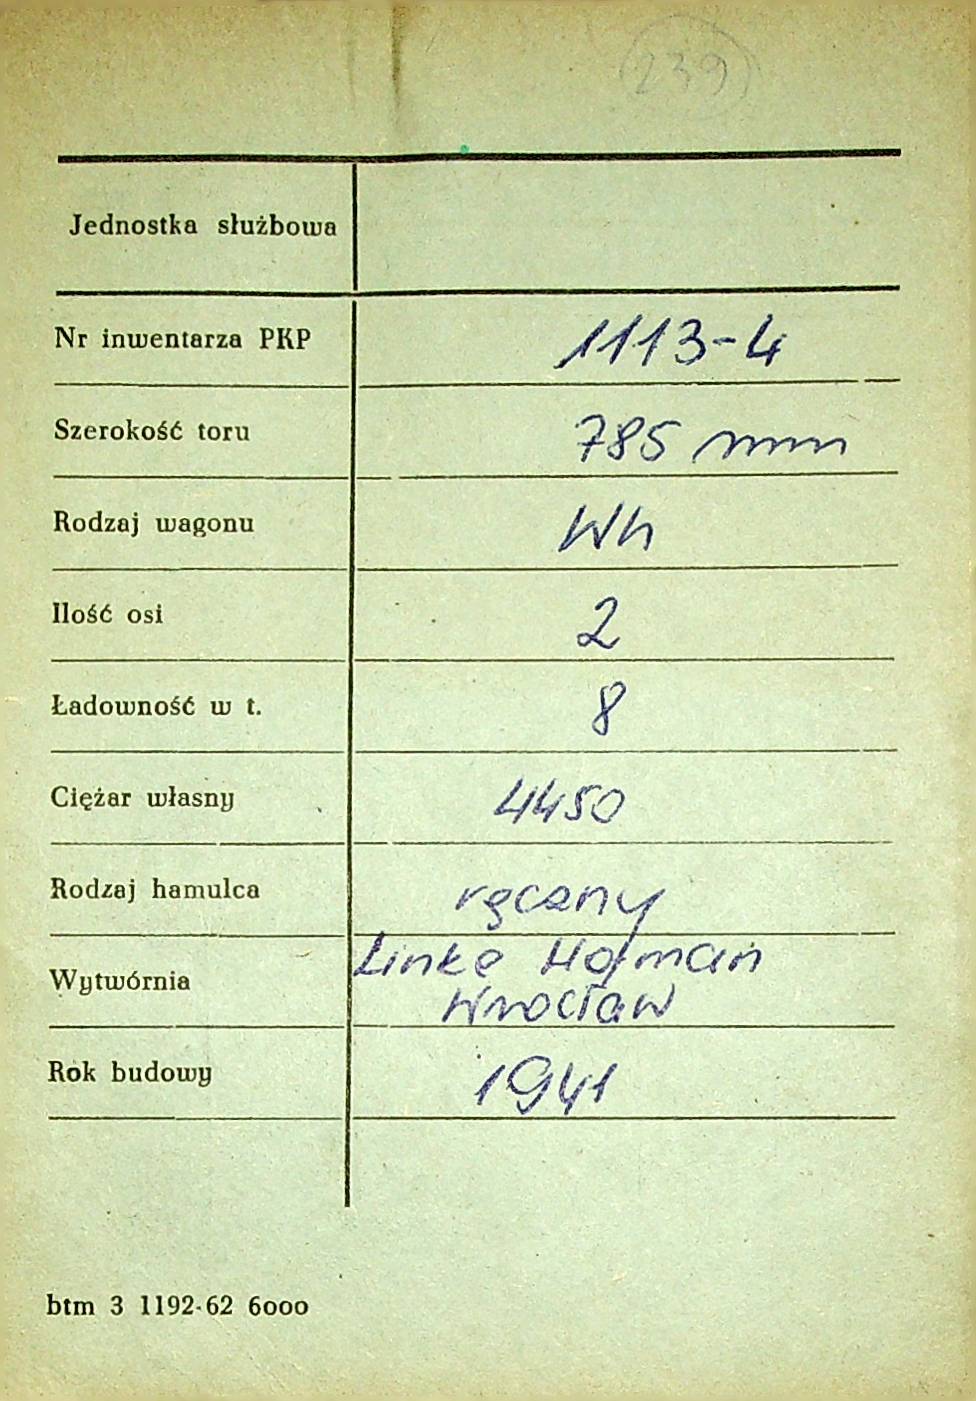 239
Jednostka służbowa
Nr inwentarza PKP 1113-4
Szerokość toru 785 mm
Rodzaj wagonu Wh
Ilość osi 2
Ładowność w t. 8
Ciężar własny 4450
Rodzaj hamulca ręczny
Wytwórnia Linke Hofman
Wrocław
Rok budowy 1941
btm 3 1192-62 6000